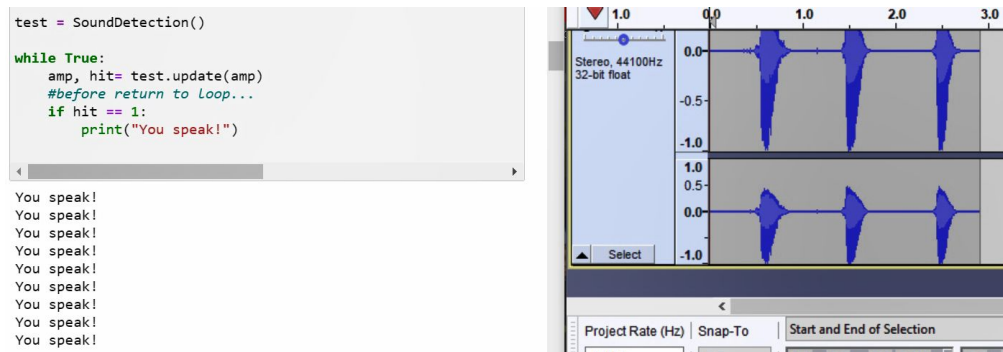 test = SoundDetection()
while True:
    amp, hit= test.update(amp)
    #before return to loop...
    if hit == 1:
        print("You speak!")
You speak!
You speak!
You speak!
You speak!
You speak!
You speak!
You speak!
You speak!
You speak!
1.0 0.0 1.0 2.0 3.0
Stereo, 44100Hz
32-bit float
0.0
-0.5
-1.0
1.0
0.5
0.0
-1.0
Select
Project Rate (Hz) Snap-To Start and End of Selection